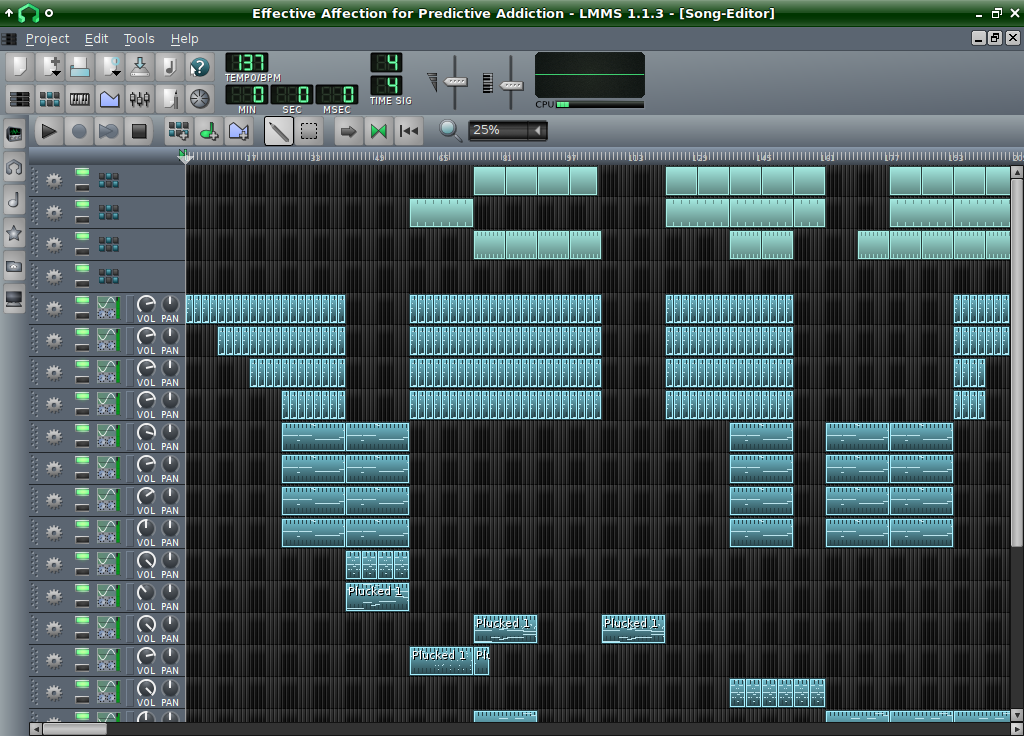 Effective Affection for Predictive Addiction - LMMS 1.1.3 - [Song-Editor]
Project Edit Tools Help
137
TEMPO/BPM
4
4
TIME SIG
0 0 0
MIN SEC MSEC
CPU
25%
17 33 49 65 81 97 113 129 145 161 177 193
VOL PAN
VOL PAN
VOL PAN
VOL PAN
VOL PAN
VOL PAN
VOL PAN
VOL PAN
VOL PAN
VOL PAN
Plucked 1
VOL PAN
Plucked 1 Plucked 1
VOL PAN
Plucked 1
VOL PAN